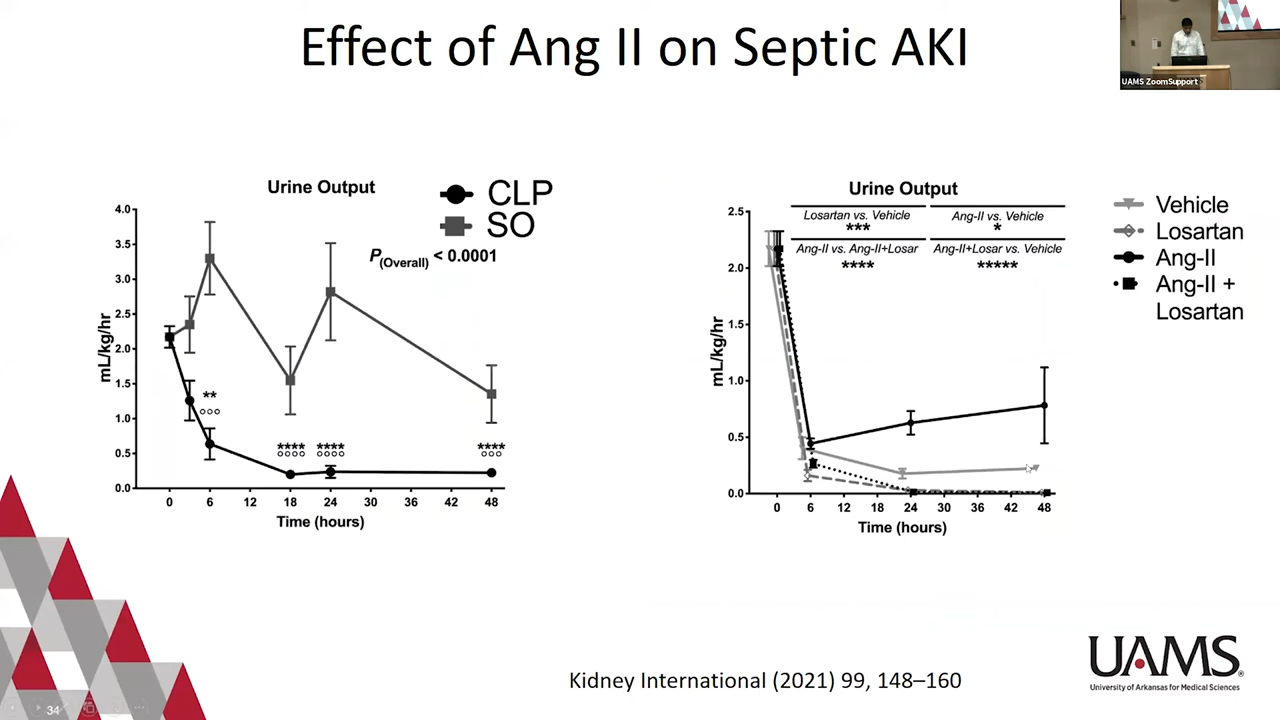 Effect of Ang II on Septic AKI
UAMS ZoomSupport
Urine Output
CLP
SO
P(Overall) < 0.0001
4.0
3.5
3.0
2.5
2.0
1.5
1.0
0.5
0.0
mL/kg/hr
**
°°°
**** **** ****
°°°° °°°° °°°
0 6 12 18 24 30 36 42 48
Time (hours)
Urine Output
Losartan vs. Vehicle
***
Ang-II vs. Vehicle
*
Ang-II vs. Ang-II+Losar
****
Ang-II+Losar vs. Vehicle
*****
2.5
2.0
1.5
1.0
0.5
0.0
mL/kg/hr
0 6 12 18 24 30 36 42 48
Time (hours)
Vehicle
Losartan
Ang-II
Ang-II +
Losartan
Kidney International (2021) 99, 148–160
UAMS®
University of Arkansas for Medical Sciences
34